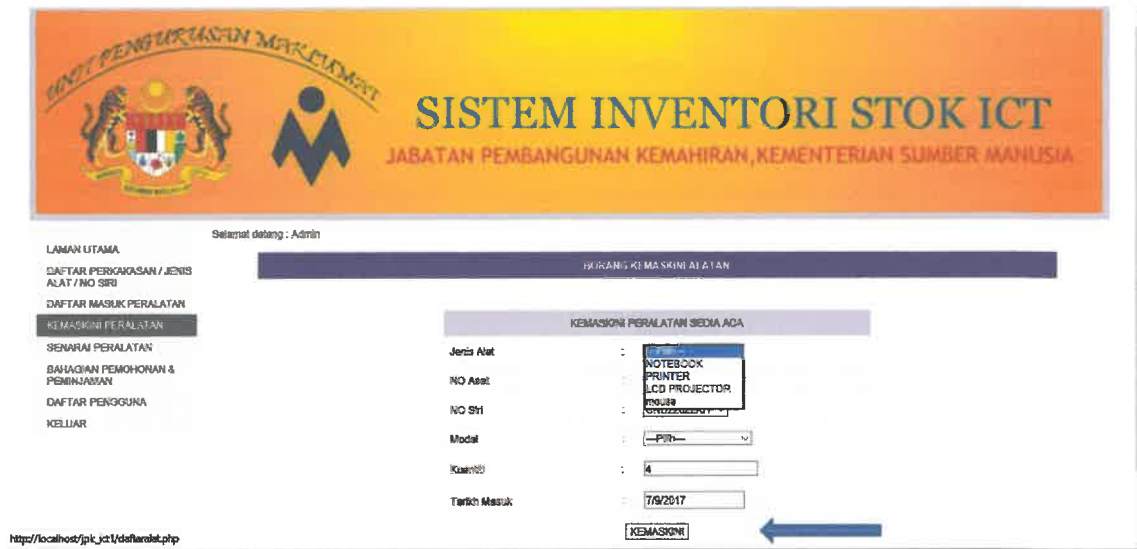 UNIT PENGURUSAN MAKLUMAT
SISTEM INVENTORI STOK ICT
JABATAN PEMBANGUNAN KEMAHIRAN,KEMENTERIAN SUMBER MANUSIA
Selamat datang : Admin
LAMAN UTAMA
DAFTAR PERKAKASAN / JENIS
ALAT / NO SIRI
DAFTAR MASUK PERALATAN
KEMASKINI PERALATAN
SENARAI PERALATAN
BAHAGIAN PEMOHONAN &
PEMINJAMAN
DAFTAR PENGGUNA
KELUAR
BORANG KEMASKINI ALATAN
KEMASKINI PERALATAN SEDIA ADA
Jenis Alat :
--Pilih--
NOTEBOOK
PRINTER
LCD PROJECTOR
mouse
NO Aset :
NO Siri :
Model : ---Pilih---
Kuantiti : 4
Tarikh Masuk : 7/9/2017
KEMASKINI
http://localhost/jpk_ict1/daftaralat.php